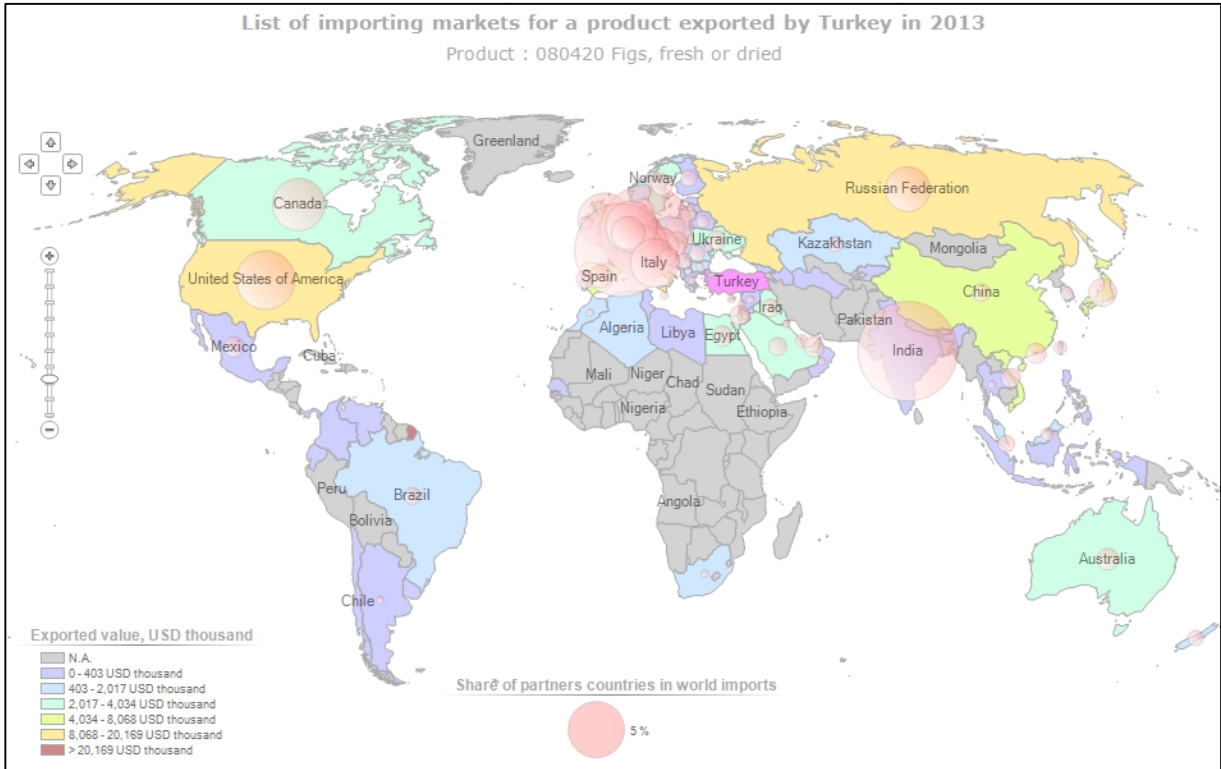 List of importing markets for a product exported by Turkey in 2013
Product : 080420 Figs, fresh or dried
Greenland
Norway
Canada
Russian Federation
Ukraine
Kazakhstan
Mongolia
United States of America
Spain
Italy
Turkey
China
Iraq
Pakistan
Mexico
Cuba
Algeria
Libya
Egypt
India
Mali
Niger
Chad
Sudan
Nigeria
Ethiopia
Peru
Brazil
Bolivia
Angola
Australia
Chile
Exported value, USD thousand
N.A.
0 - 403 USD thousand
403 - 2,017 USD thousand
2,017 - 4,034 USD thousand
4,034 - 8,068 USD thousand
8,068 - 20,169 USD thousand
> 20,169 USD thousand
Share of partners countries in world imports
5 %